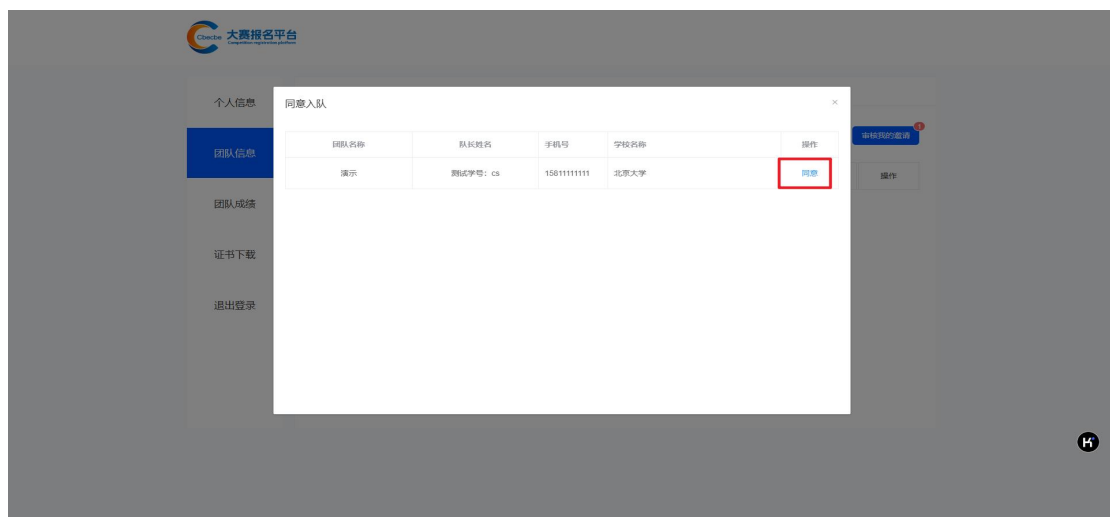 Cbecbe 大赛报名平台
Competition registration platform
个人信息
团队信息
团队成绩
证书下载
退出登录
同意入队 ×
团队名称 队长姓名 手机号 学校名称 操作
演示 测试学号：cs 15811111111 北京大学 同意
审核我的邀请 1
操作
K